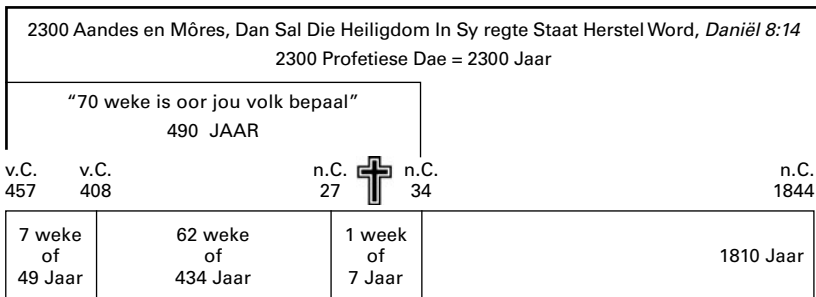 2300 Aandes en Môres, Dan Sal Die Heiligdom In Sy regte Staat Herstel Word, Daniël 8:14
2300 Profetiese Dae = 2300 Jaar
“70 weke is oor jou volk bepaal”
490 JAAR
v.C. v.C. n.C. n.C. n.C.
457 408 27 34 1844
7 weke 62 weke 1 week
of of of 1810 Jaar
49 Jaar 434 Jaar 7 Jaar